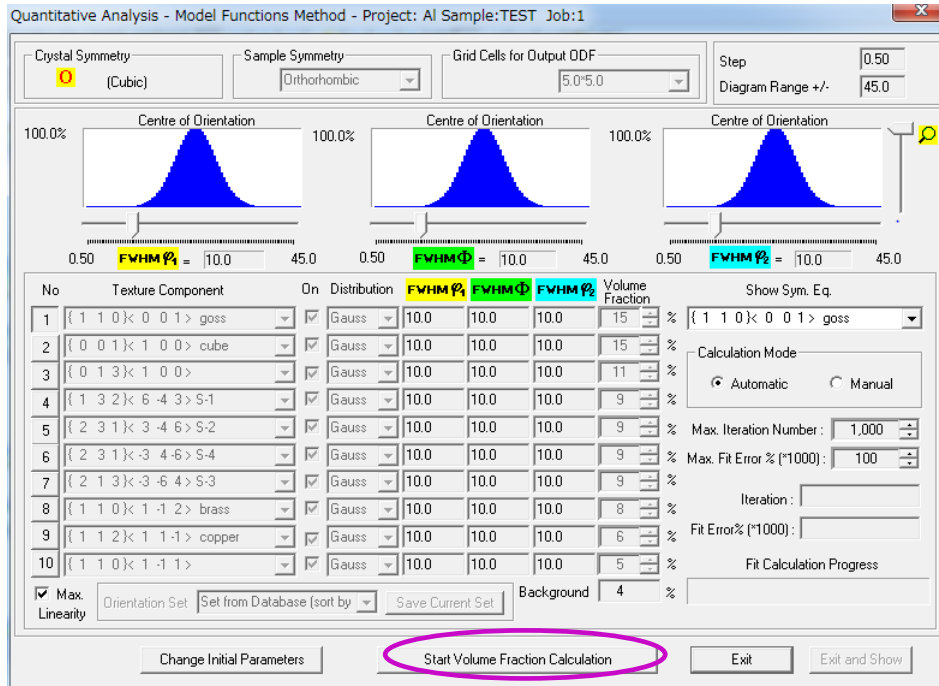 Quantitative Analysis - Model Functions Method - Project: Al Sample:TEST Job:1
Crystal Symmetry
O (Cubic)
Sample Symmetry
Orthorhombic
Grid Cells for Output ODF
5.0*5.0
Step 0.50
Diagram Range +/- 45.0
Centre of Orientation
Centre of Orientation
Centre of Orientation
100.0%
100.0%
100.0%
0.50 FWHM φ1 = 10.0 45.0
0.50 FWHM Φ = 10.0 45.0
0.50 FWHM φ2 = 10.0 45.0
No Texture Component On Distribution FWHM φ1 FWHM Φ FWHM φ2 Volume Fraction
1 { 1 1 0}< 0 0 1> goss Gauss 10.0 10.0 10.0 15 %
2 { 0 0 1}< 1 0 0> cube Gauss 10.0 10.0 10.0 15 %
3 { 0 1 3}< 1 0 0> Gauss 10.0 10.0 10.0 11 %
4 { 1 3 2}< 6 -4 3> S-1 Gauss 10.0 10.0 10.0 9 %
5 { 2 3 1}< 3 -4 6> S-2 Gauss 10.0 10.0 10.0 9 %
6 { 2 3 1}< -3 4 -6> S-4 Gauss 10.0 10.0 10.0 9 %
7 { 2 1 3}< -3 -6 4> S-3 Gauss 10.0 10.0 10.0 9 %
8 { 1 1 0}< 1 -1 2> brass Gauss 10.0 10.0 10.0 8 %
9 { 1 1 2}< 1 1 -1> copper Gauss 10.0 10.0 10.0 6 %
10 { 1 1 0}< 1 -1 1> Gauss 10.0 10.0 10.0 5 %
Show Sym. Eq.
{ 1 1 0}< 0 0 1> goss
Calculation Mode
Automatic Manual
Max. Iteration Number : 1,000
Max. Fit Error % (*1000) : 100
Iteration :
Fit Error% (*1000) :
Fit Calculation Progress
Max. Linearity
Orientation Set Set from Database (sort by Save Current Set
Background 4 %
Change Initial Parameters
Start Volume Fraction Calculation
Exit
Exit and Show